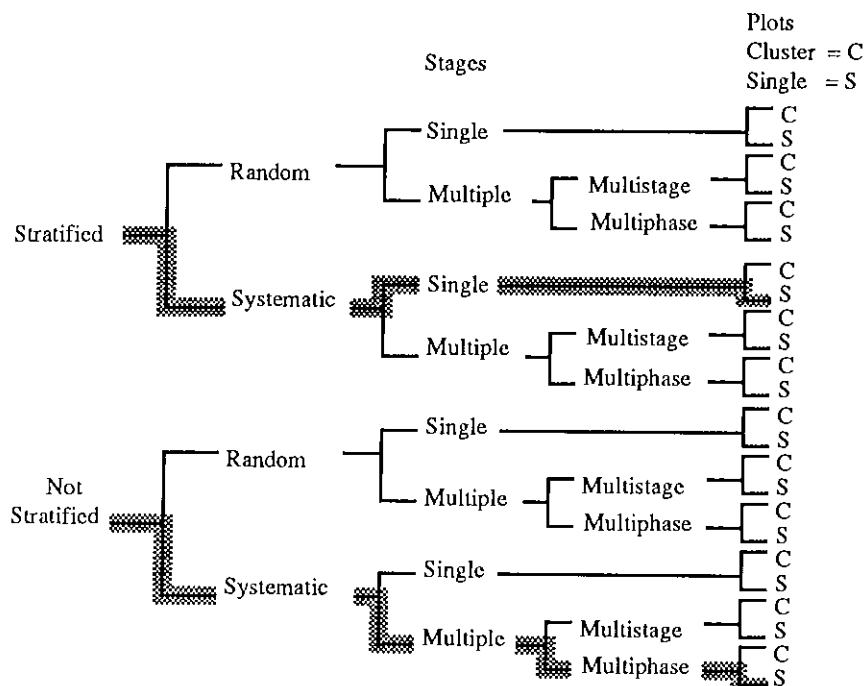 Plots
Cluster = C
Single = S
Stages
Stratified
Random
Single
C
S
Multiple
Multistage
C
S
Multiphase
C
S
Systematic
Single
C
S
Multiple
Multistage
C
S
Multiphase
C
S
Not
Stratified
Random
Single
C
S
Multiple
Multistage
C
S
Multiphase
C
S
Systematic
Single
C
S
Multiple
Multistage
C
S
Multiphase
C
S